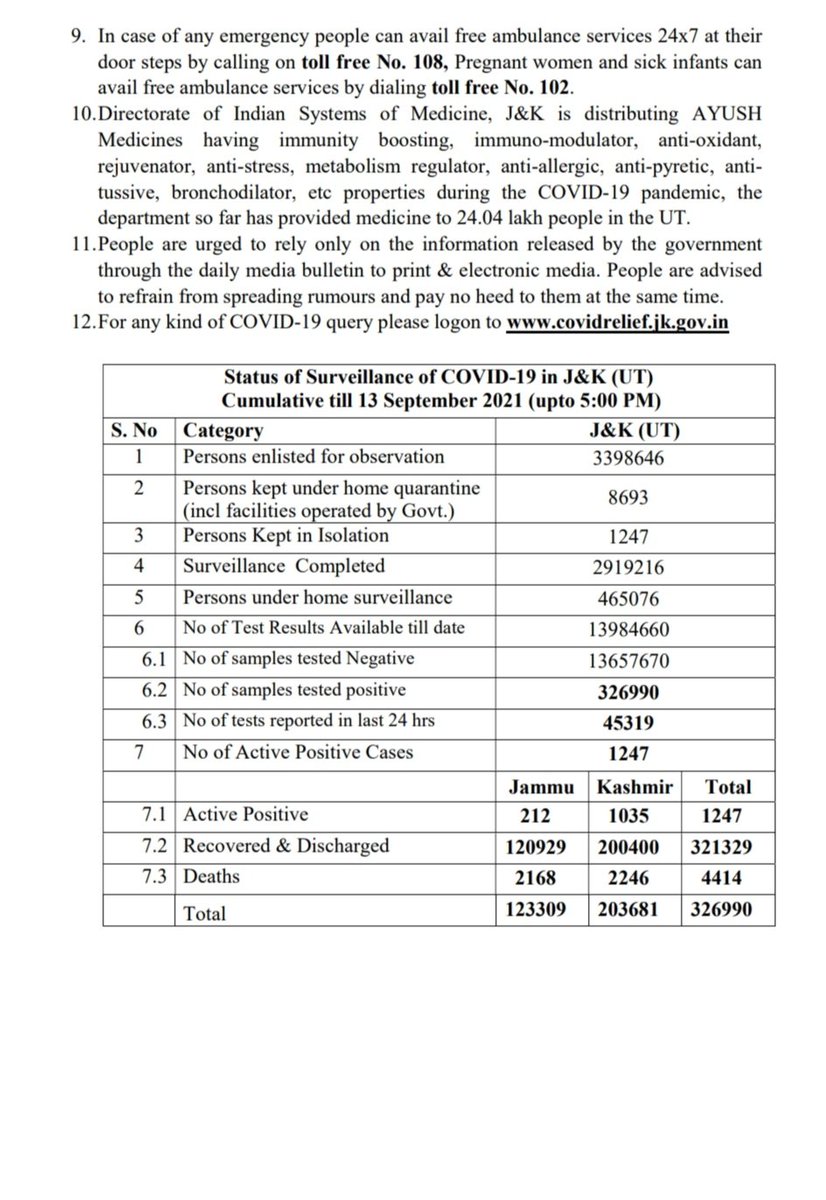 9. In case of any emergency people can avail free ambulance services 24x7 at their
door steps by calling on toll free No. 108, Pregnant women and sick infants can
avail free ambulance services by dialing toll free No. 102.
10.Directorate of Indian Systems of Medicine, J&K is distributing AYUSH
Medicines having immunity boosting, immuno-modulator, anti-oxidant,
rejuvenator, anti-stress, metabolism regulator, anti-allergic, anti-pyretic, anti-
tussive, bronchodilator, etc properties during the COVID-19 pandemic, the
department so far has provided medicine to 24.04 lakh people in the UT.
11.People are urged to rely only on the information released by the government
through the daily media bulletin to print & electronic media. People are advised
to refrain from spreading rumours and pay no heed to them at the same time.
12.For any kind of COVID-19 query please logon to www.covidrelief.jk.gov.in
Status of Surveillance of COVID-19 in J&K (UT)
Cumulative till 13 September 2021 (upto 5:00 PM)
S. No Category J&K (UT)
1 Persons enlisted for observation 3398646
2 Persons kept under home quarantine
(incl facilities operated by Govt.) 8693
3 Persons Kept in Isolation 1247
4 Surveillance Completed 2919216
5 Persons under home surveillance 465076
6 No of Test Results Available till date 13984660
6.1 No of samples tested Negative 13657670
6.2 No of samples tested positive 326990
6.3 No of tests reported in last 24 hrs 45319
7 No of Active Positive Cases 1247
Jammu Kashmir Total
7.1 Active Positive 212 1035 1247
7.2 Recovered & Discharged 120929 200400 321329
7.3 Deaths 2168 2246 4414
Total 123309 203681 326990